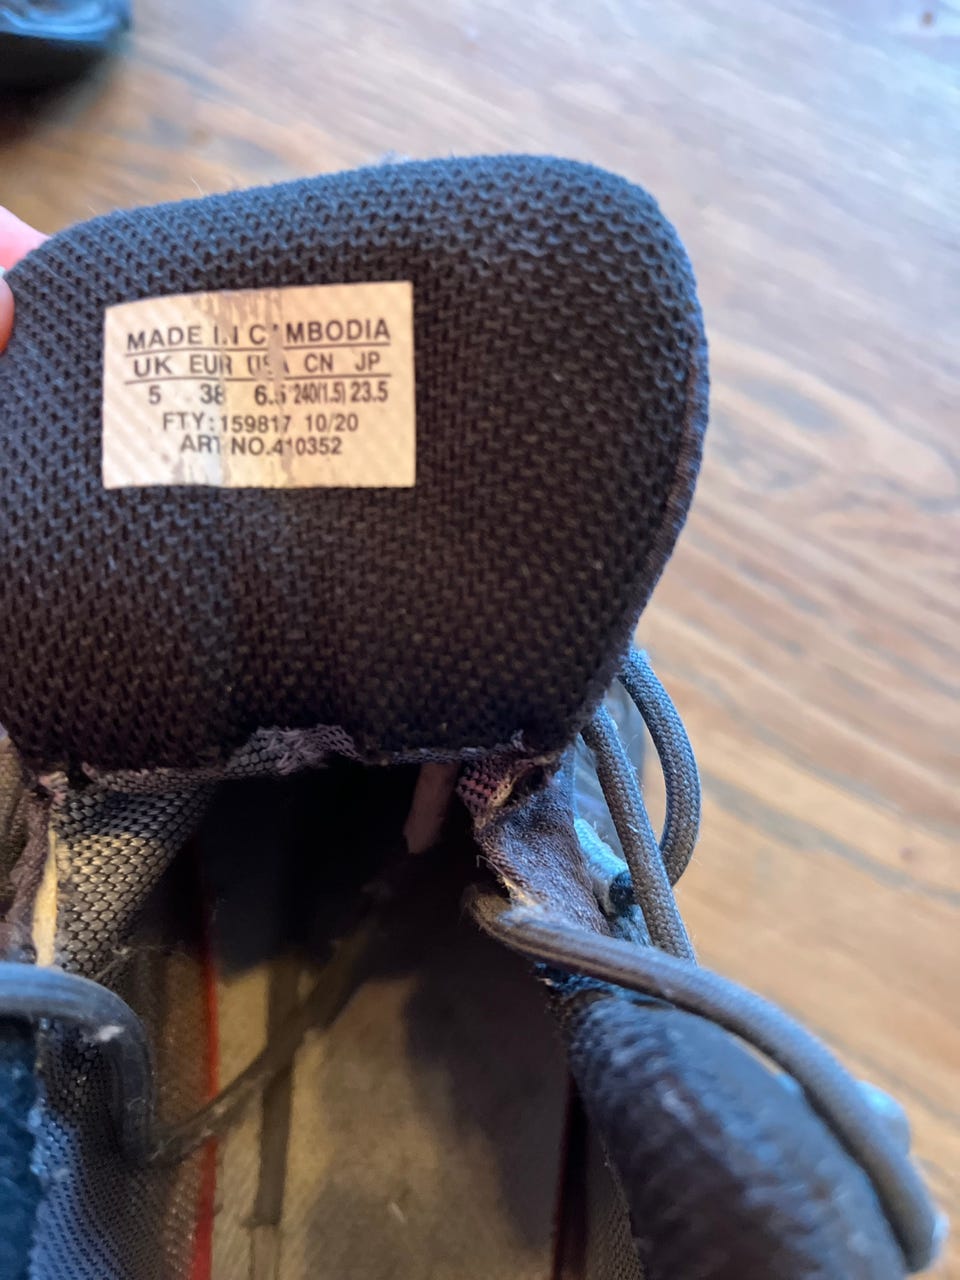 MADE IN CAMBODIA
UK EUR USA CN JP
5 38 6.5 240(1.5) 23.5
FTY: 159817 10/20
ART NO.410352